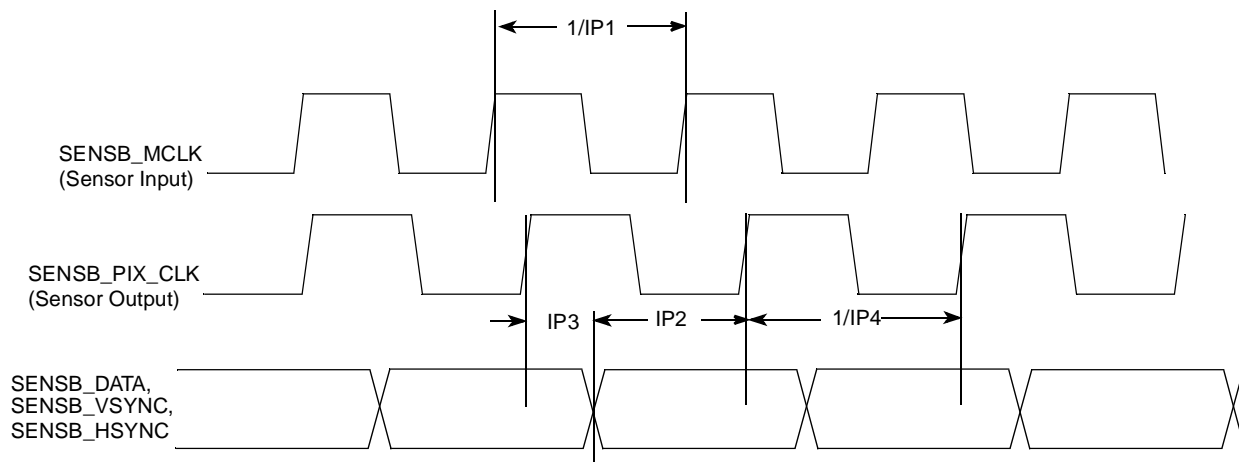 1/IP1
SENSB_MCLK
(Sensor Input)
SENSB_PIX_CLK
(Sensor Output)
IP3
IP2
1/IP4
SENSB_DATA,
SENSB_VSYNC,
SENSB_HSYNC